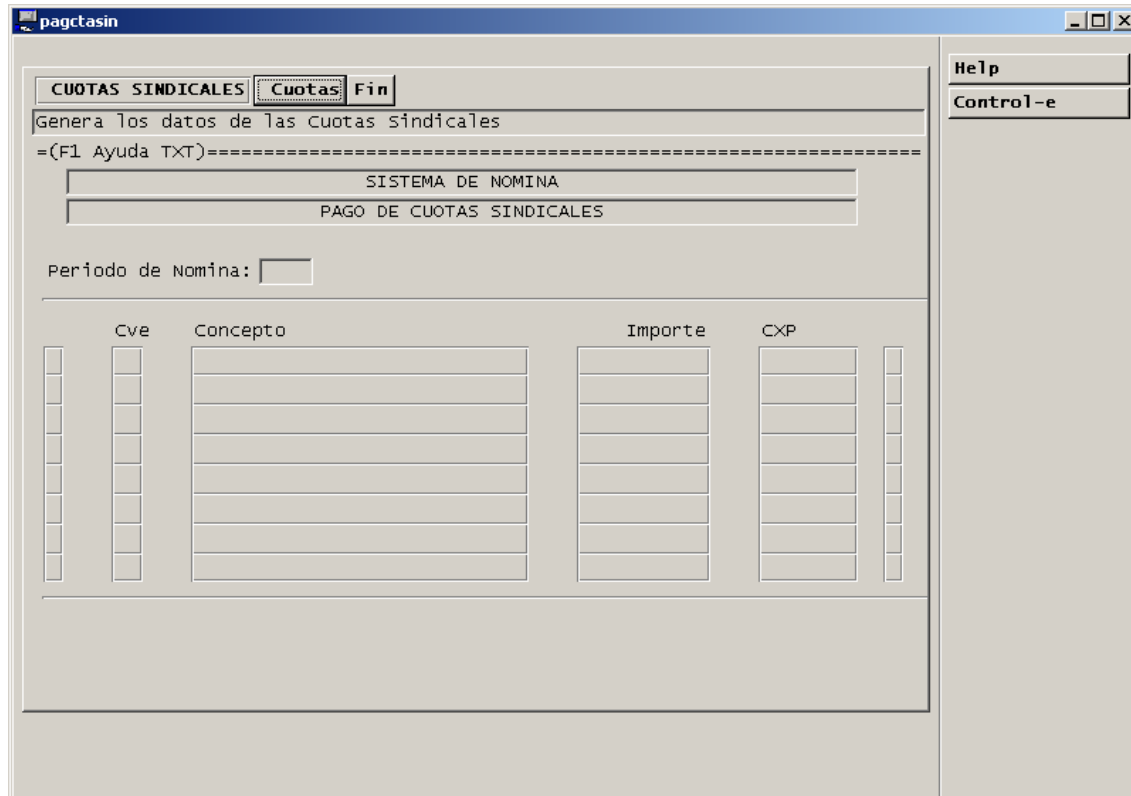 pagctasin
CUOTAS SINDICALES Cuotas Fin
Genera los datos de las Cuotas Sindicales
=(F1 Ayuda TXT)===============================================================
SISTEMA DE NOMINA
PAGO DE CUOTAS SINDICALES
Periodo de Nomina:
Cve Concepto Importe CXP
Help
Control-e